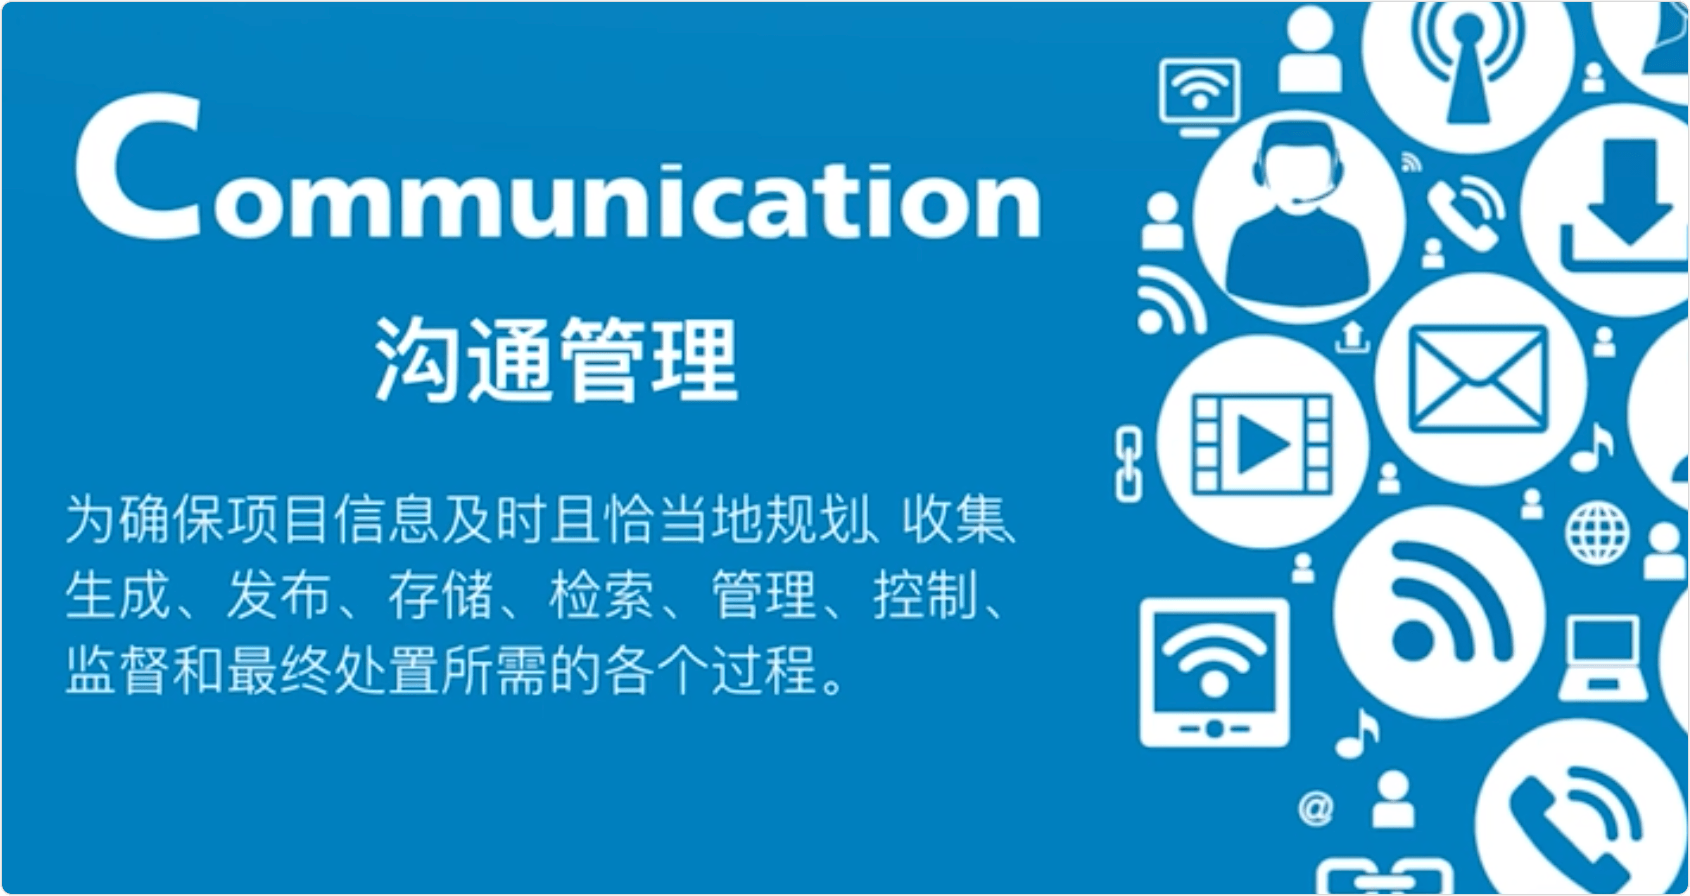 Communication
沟通管理
为确保项目信息及时且恰当地规划、收集、
生成、发布、存储、检索、管理、控制、
监督和最终处置所需的各个过程。
@